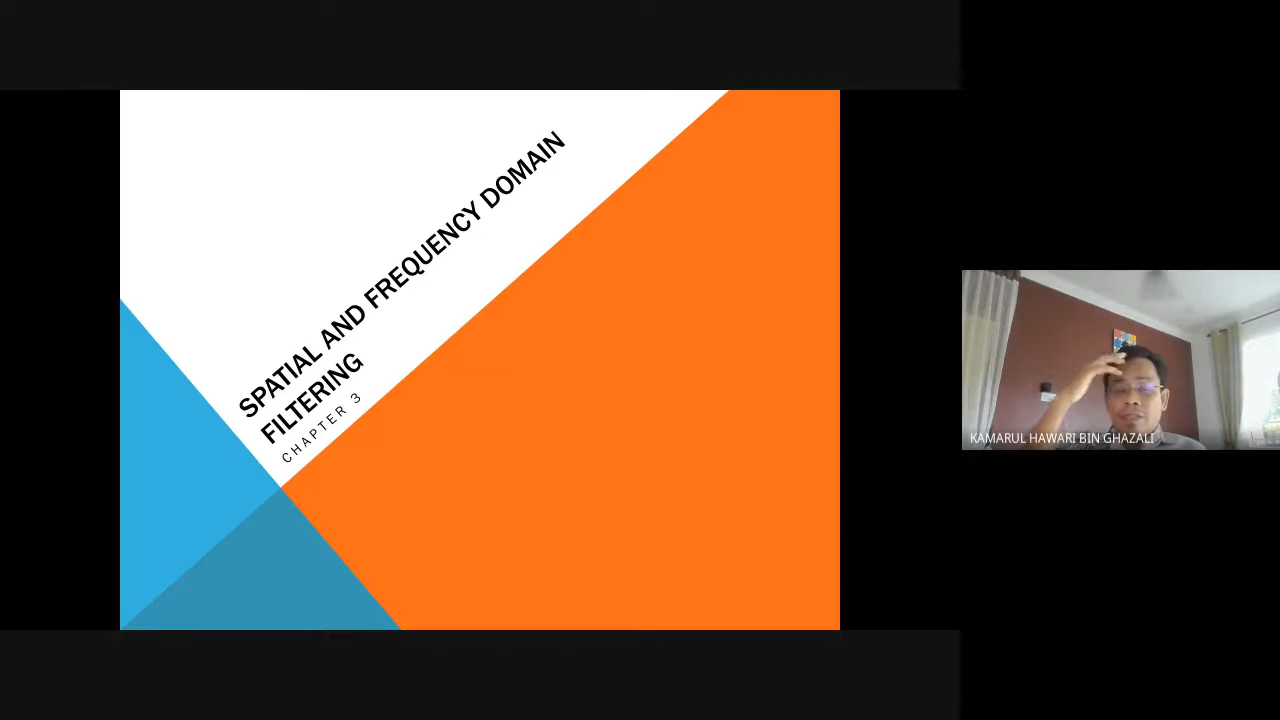 SPATIAL AND FREQUENCY DOMAIN
FILTERING
CHAPTER 3
KAMARUL HAWARI BIN GHAZALI